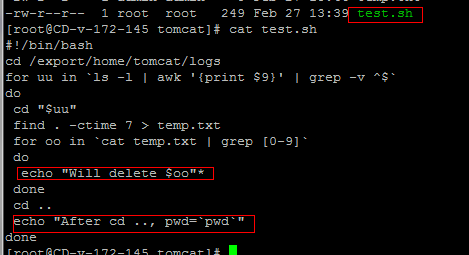 -rw-r--r-- 1 root root 249 Feb 27 13:39 test.sh
[root@CD-v-172-145 tomcat]# cat test.sh
#!/bin/bash
cd /export/home/tomcat/logs
for uu in `ls -l | awk '{print $9}' | grep -v ^$`
do
cd "$uu"
find . -ctime 7 > temp.txt
for oo in `cat temp.txt | grep [0-9]`
do
echo "Will delete $oo"*
done
cd ..
echo "After cd .., pwd=`pwd`"
done
[root@CD-v-172-145 tomcat]#